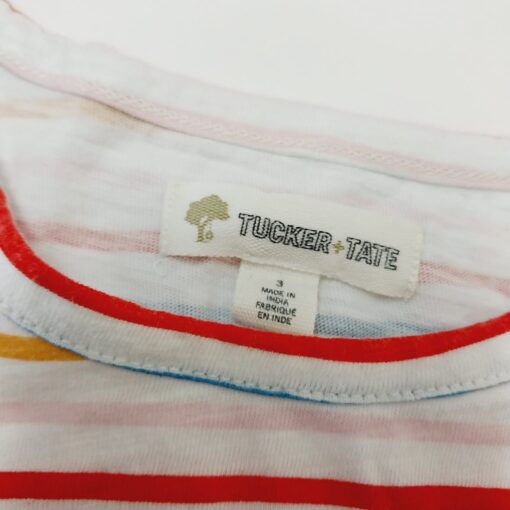 TUCKER+TATE
3
MADE IN
INDIA
FABRIQUÉ
EN INDE